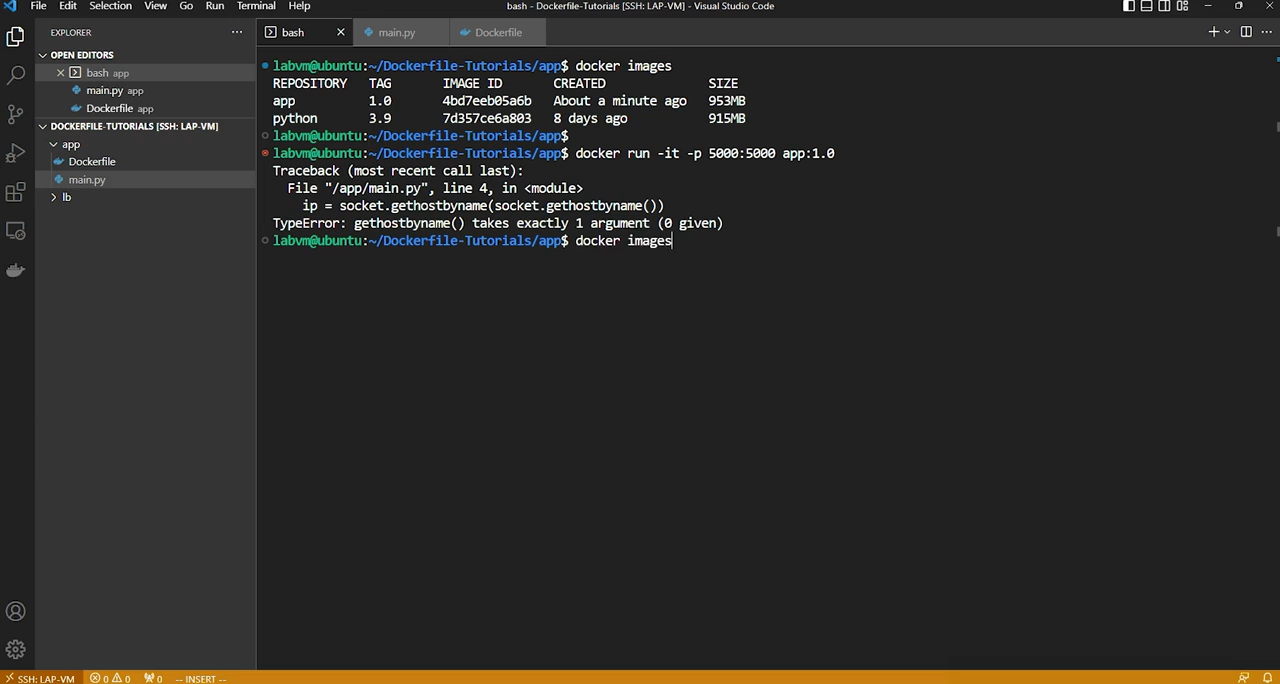 File Edit Selection View Go Run Terminal Help bash - Dockerfile-Tutorials [SSH: LAP-VM] - Visual Studio Code
EXPLORER
OPEN EDITORS
bash app
main.py app
Dockerfile app
DOCKERFILE-TUTORIALS [SSH: LAP-VM]
app
Dockerfile
main.py
lb
bash main.py Dockerfile
labvm@ubuntu:~/Dockerfile-Tutorials/app$ docker images
REPOSITORY TAG IMAGE ID CREATED SIZE
app 1.0 4bd7eeb05a6b About a minute ago 953MB
python 3.9 7d357ce6a803 8 days ago 915MB
labvm@ubuntu:~/Dockerfile-Tutorials/app$
labvm@ubuntu:~/Dockerfile-Tutorials/app$ docker run -it -p 5000:5000 app:1.0
Traceback (most recent call last):
File "/app/main.py", line 4, in <module>
ip = socket.gethostbyname(socket.gethostbyname())
TypeError: gethostbyname() takes exactly 1 argument (0 given)
labvm@ubuntu:~/Dockerfile-Tutorials/app$ docker images
SSH: LAP-VM 0 0 0 -- INSERT --